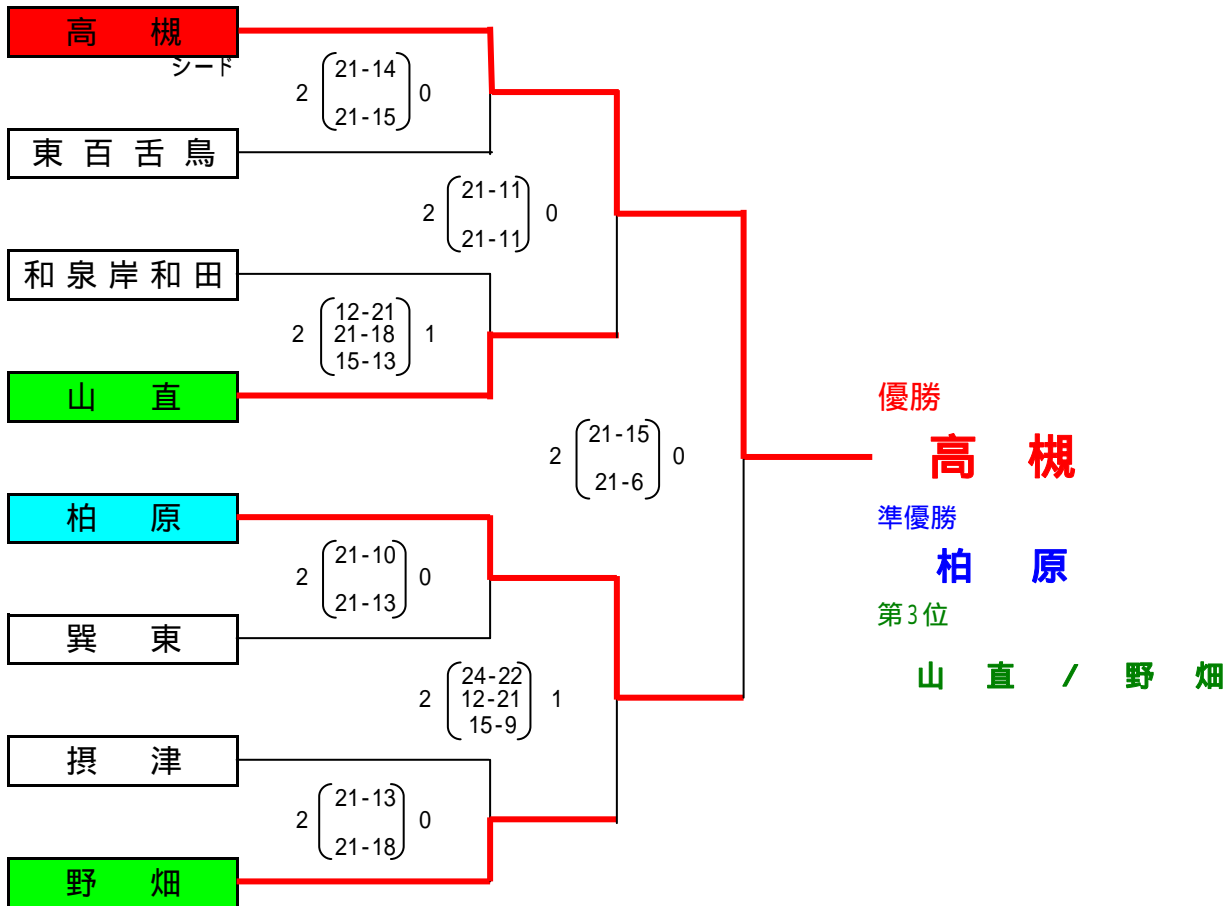 高 槻
シード
2 21-14 0
21-15
東百舌鳥
2 21-11 0
21-11
和泉岸和田
12-21
2 21-18 1
15-13
山 直
優勝
高 槻
2 21-15 0
21-6
準優勝
柏 原
柏 原
2 21-10 0
21-13
第3位
山 直 / 野 畑
巽 東
24-22
2 12-21 1
15-9
摂 津
2 21-13 0
21-18
野 畑